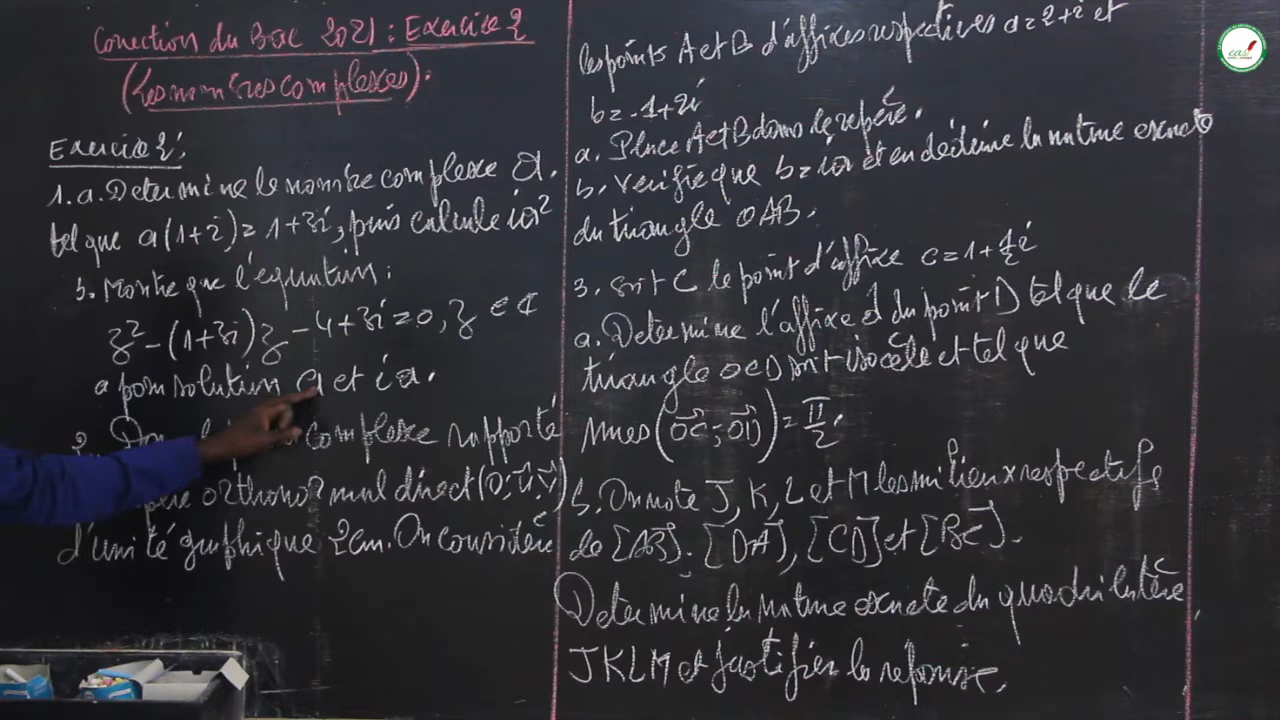 Correction du Bac 2021 : Exercice 2
(Les nombres complexes).
Exercice 2:
1. a. Détermine le nombre complexe a.
tel que a(1+i) = 1+3i, puis calcule ia²
b. Montre que l'équation:
z² - (1+3i)z - 4+3i = 0, z ∈ ℂ
a pour solution a et ia.
complexe rapporté
orthonormal direct (O; u⃗, v⃗)
d'unité graphique 2cm. On considère
les points A et B d'affixes respectives a = 2+i et
b = -1+2i
a. Place A et B dans le repère.
b. Vérifie que b = ia et en déduire la nature exacte
du triangle OAB.
3. Soit C le point d'affixe c = 1+½i
a. Détermine l'affixe d du point D tel que le
triangle OCD soit isocèle et tel que
mes(OC⃗; OD⃗) = π/2.
b. On note J, K, L et M les milieux respectifs
de [AB]. [DA], [CD] et [BC].
Détermine la nature exacte du quadrilatère
JKLM et justifier la réponse.
eas